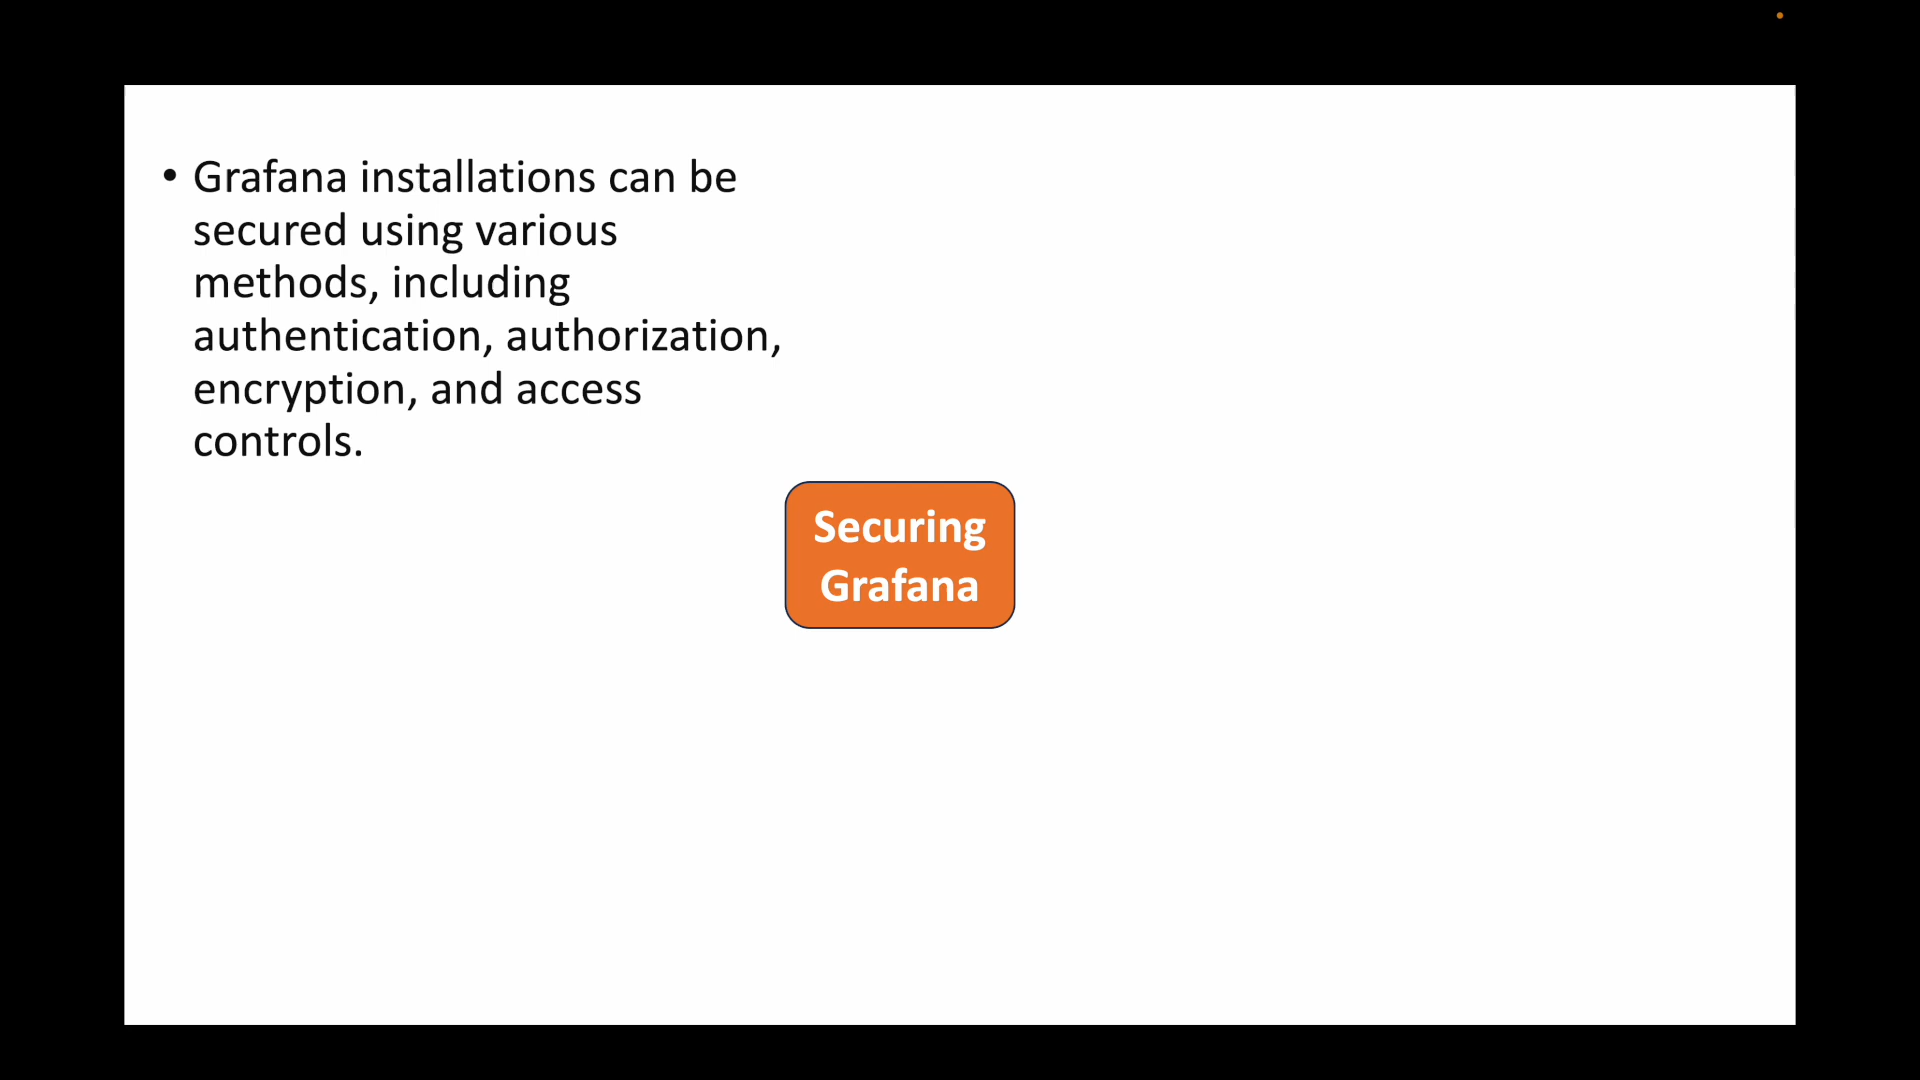 • Grafana installations can be
secured using various
methods, including
authentication, authorization,
encryption, and access
controls.
Securing
Grafana